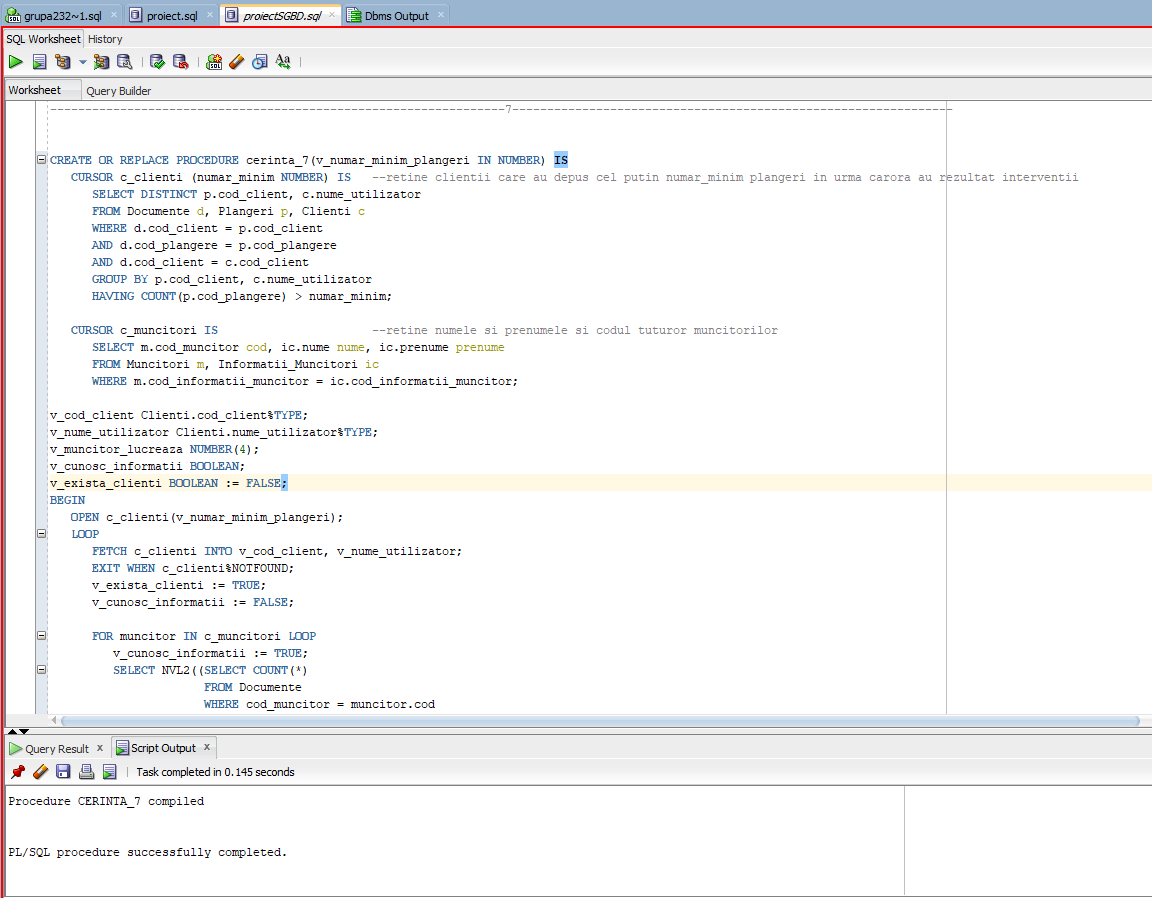 grupa232~1.sql × proiect.sql × proiectSGBD.sql × Dbms Output ×
SQL Worksheet History
Worksheet Query Builder
7
CREATE OR REPLACE PROCEDURE cerinta_7(v_numar_minim_plangeri IN NUMBER) IS
CURSOR c_clienti (numar_minim NUMBER) IS --retine clientii care au depus cel putin numar_minim plangeri in urma carora au rezultat interventii
SELECT DISTINCT p.cod_client, c.nume_utilizator
FROM Documente d, Plangeri p, Clienti c
WHERE d.cod_client = p.cod_client
AND d.cod_plangere = p.cod_plangere
AND d.cod_client = c.cod_client
GROUP BY p.cod_client, c.nume_utilizator
HAVING COUNT(p.cod_plangere) > numar_minim;
CURSOR c_muncitori IS --retine numele si prenumele si codul tuturor muncitorilor
SELECT m.cod_muncitor cod, ic.nume nume, ic.prenume prenume
FROM Muncitori m, Informatii_Muncitori ic
WHERE m.cod_informatii_muncitor = ic.cod_informatii_muncitor;
v_cod_client Clienti.cod_client%TYPE;
v_nume_utilizator Clienti.nume_utilizator%TYPE;
v_muncitor_lucreaza NUMBER(4);
v_cunosc_informatii BOOLEAN;
v_exista_clienti BOOLEAN := FALSE;
BEGIN
OPEN c_clienti(v_numar_minim_plangeri);
LOOP
FETCH c_clienti INTO v_cod_client, v_nume_utilizator;
EXIT WHEN c_clienti%NOTFOUND;
v_exista_clienti := TRUE;
v_cunosc_informatii := FALSE;
FOR muncitor IN c_muncitori LOOP
v_cunosc_informatii := TRUE;
SELECT NVL2((SELECT COUNT(*)
FROM Documente
WHERE cod_muncitor = muncitor.cod
Query Result × Script Output ×
Task completed in 0.145 seconds
Procedure CERINTA_7 compiled
PL/SQL procedure successfully completed.